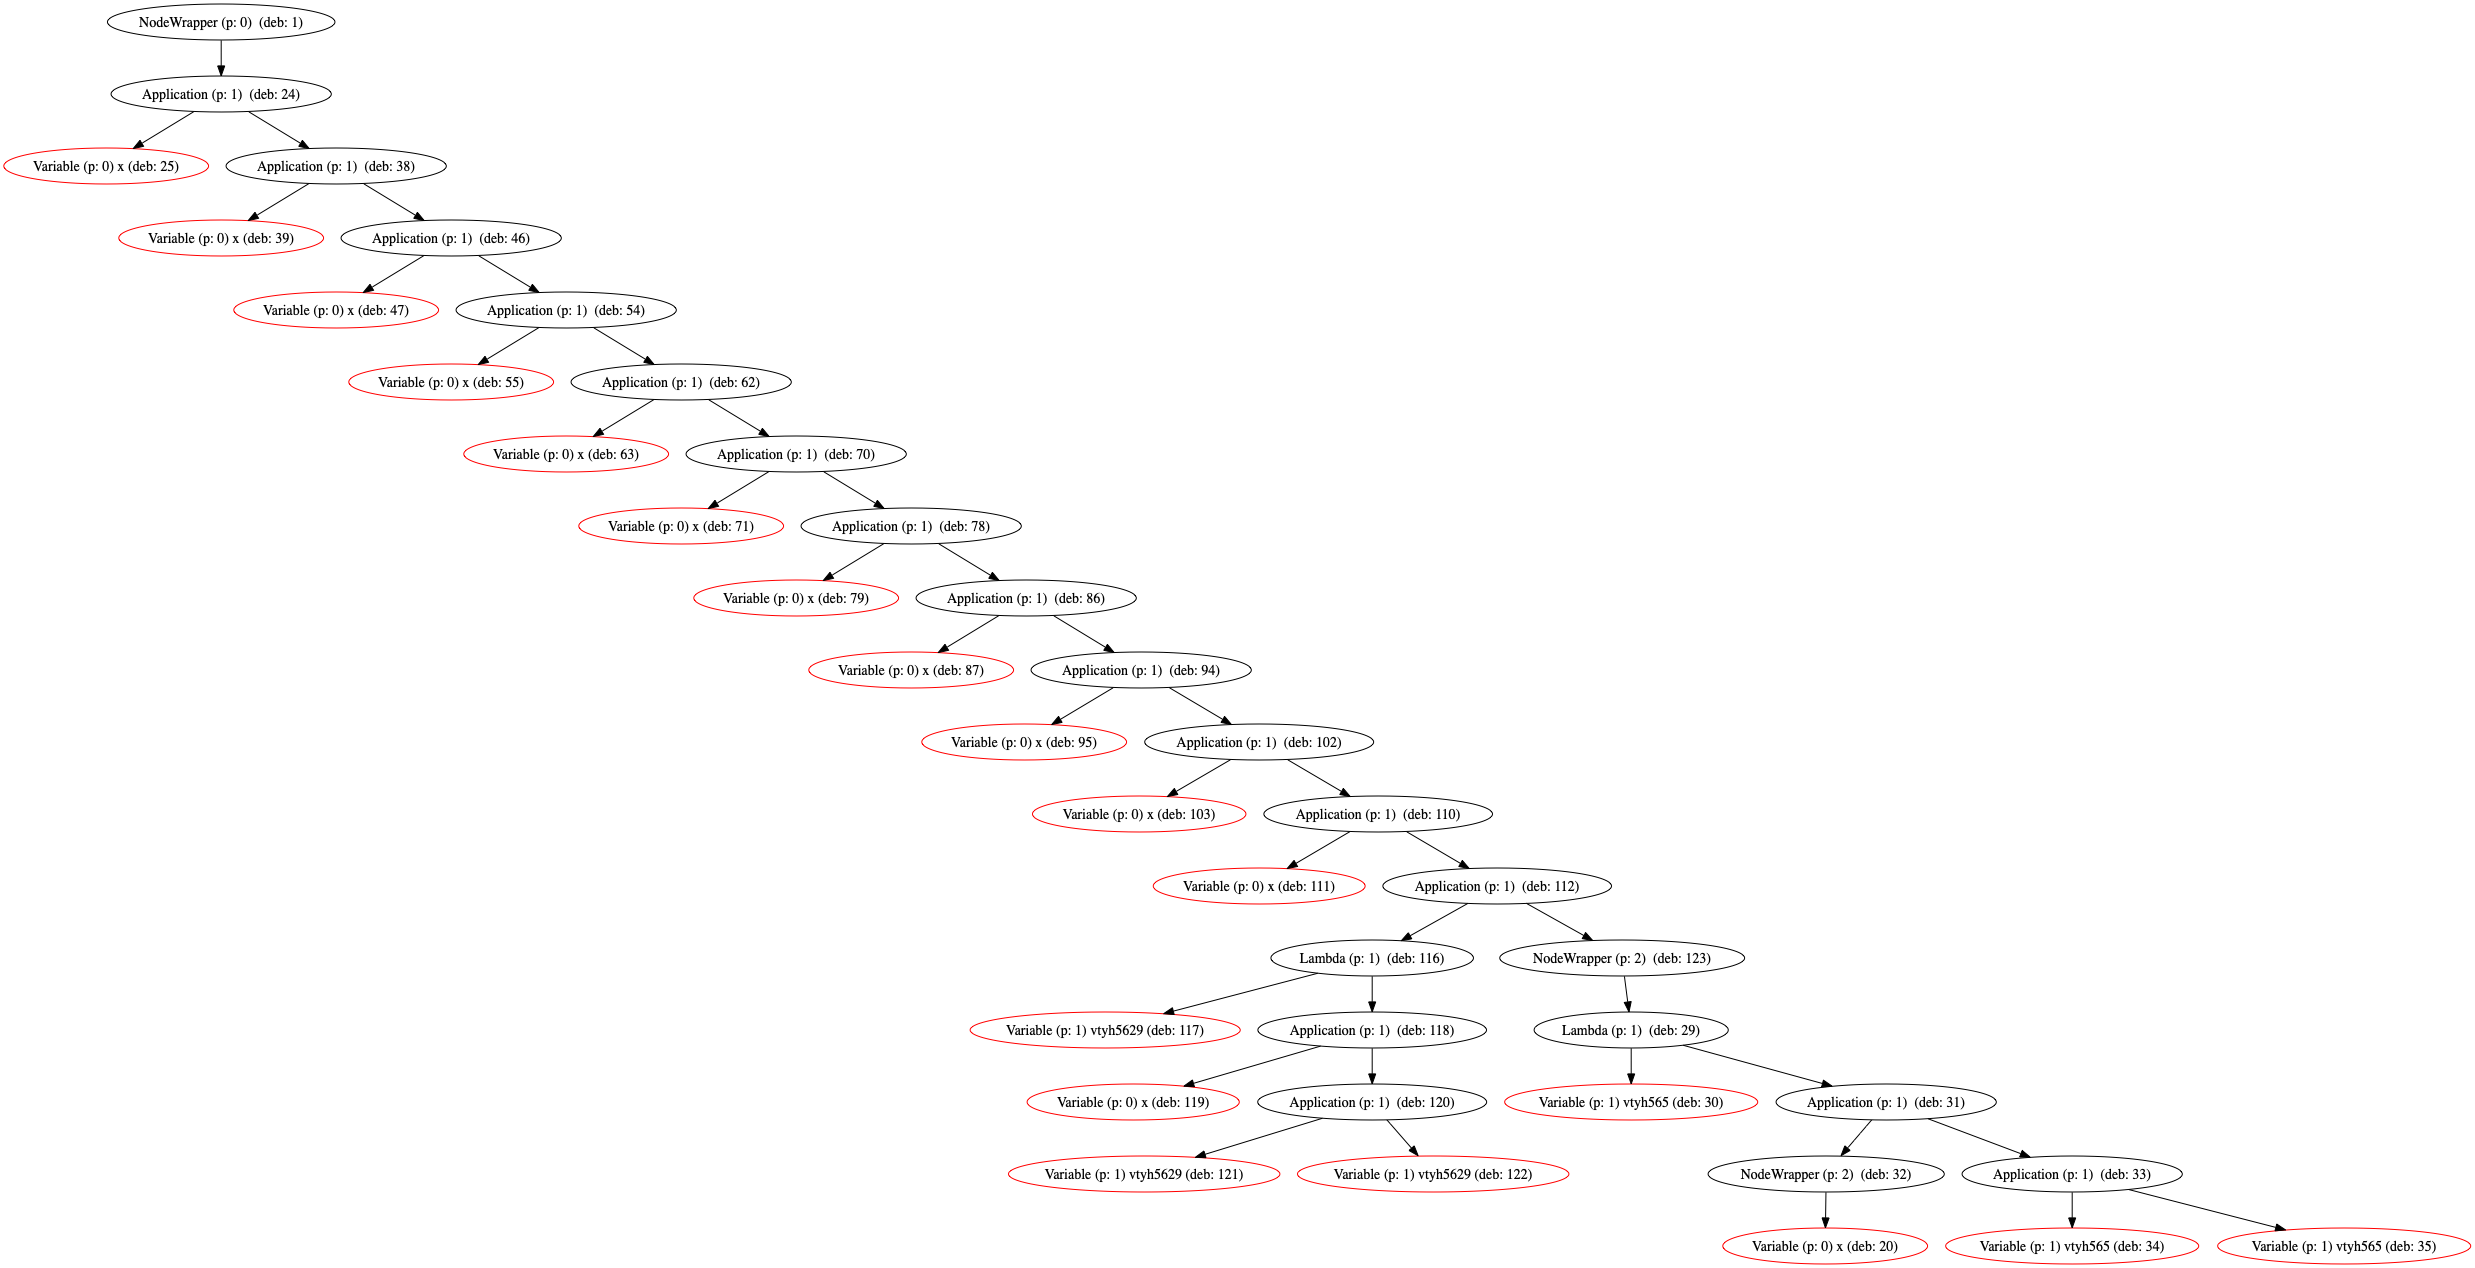 NodeWrapper (p: 0)  (deb: 1)
Application (p: 1)  (deb: 24)
Variable (p: 0) x (deb: 25)
Application (p: 1)  (deb: 38)
Variable (p: 0) x (deb: 39)
Application (p: 1)  (deb: 46)
Variable (p: 0) x (deb: 47)
Application (p: 1)  (deb: 54)
Variable (p: 0) x (deb: 55)
Application (p: 1)  (deb: 62)
Variable (p: 0) x (deb: 63)
Application (p: 1)  (deb: 70)
Variable (p: 0) x (deb: 71)
Application (p: 1)  (deb: 78)
Variable (p: 0) x (deb: 79)
Application (p: 1)  (deb: 86)
Variable (p: 0) x (deb: 87)
Application (p: 1)  (deb: 94)
Variable (p: 0) x (deb: 95)
Application (p: 1)  (deb: 102)
Variable (p: 0) x (deb: 103)
Application (p: 1)  (deb: 110)
Variable (p: 0) x (deb: 111)
Application (p: 1)  (deb: 112)
Lambda (p: 1)  (deb: 116)
NodeWrapper (p: 2)  (deb: 123)
Variable (p: 1) vtyh5629 (deb: 117)
Application (p: 1)  (deb: 118)
Lambda (p: 1)  (deb: 29)
Variable (p: 0) x (deb: 119)
Application (p: 1)  (deb: 120)
Variable (p: 1) vtyh565 (deb: 30)
Application (p: 1)  (deb: 31)
Variable (p: 1) vtyh5629 (deb: 121)
Variable (p: 1) vtyh5629 (deb: 122)
NodeWrapper (p: 2)  (deb: 32)
Application (p: 1)  (deb: 33)
Variable (p: 0) x (deb: 20)
Variable (p: 1) vtyh565 (deb: 34)
Variable (p: 1) vtyh565 (deb: 35)